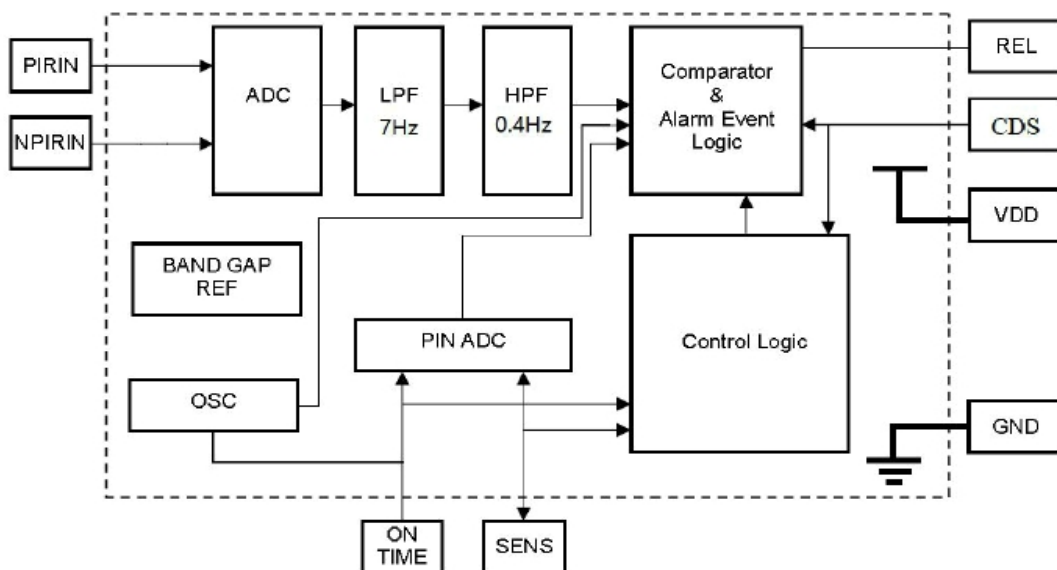 PIRIN
NPIRIN
ADC
LPF
7Hz
HPF
0.4Hz
Comparator
&
Alarm Event
Logic
REL
CDS
VDD
BAND GAP
REF
PIN ADC
Control Logic
OSC
GND
ON
TIME
SENS